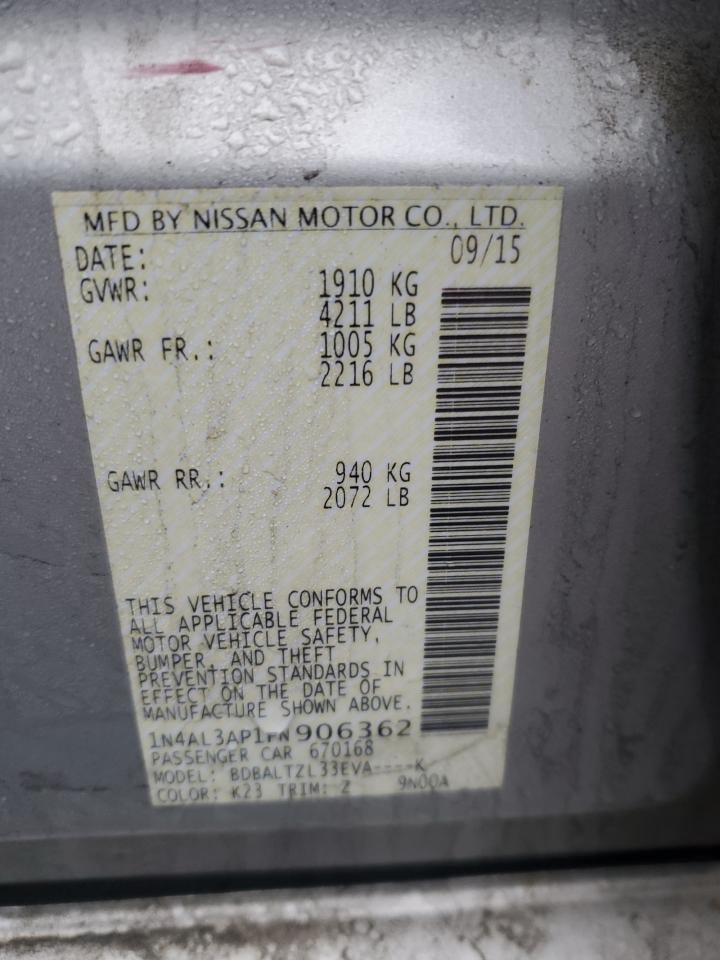 MFD BY NISSAN MOTOR CO., LTD.
DATE: 09/15
GVWR: 1910 KG
4211 LB
GAWR FR.: 1005 KG
2216 LB
GAWR RR.: 940 KG
2072 LB
THIS VEHICLE CONFORMS TO
ALL APPLICABLE FEDERAL
MOTOR VEHICLE SAFETY,
BUMPER, AND THEFT
PREVENTION STANDARDS IN
EFFECT ON THE DATE OF
MANUFACTURE SHOWN ABOVE.
1N4AL3AP1FN906362
PASSENGER CAR 670168
MODEL: BDBALTZL33EVA----K
COLOR: K23 TRIM: Z 9N00A